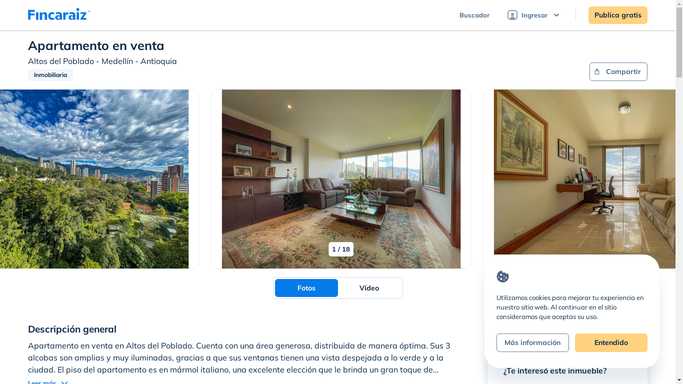 Fincaraiz
Buscador
Ingresar
Publica gratis
Apartamento en venta
Altos del Poblado - Medellín - Antioquia
Inmobiliaria
Compartir
1 / 18
Fotos
Video
Utilizamos cookies para mejorar tu experiencia en
nuestro sitio web. Al continuar en el sitio
consideramos que aceptas su uso.
Más información
Entendido
Descripción general
Apartamento en venta en Altos del Poblado. Cuenta con una área generosa, distribuida de manera óptima. Sus 3
alcobas son amplias y muy iluminadas, gracias a que sus ventanas tienen una vista despejada a lo verde y a la
ciudad. El piso del apartamento es en mármol italiano, una excelente elección que le brinda un gran toque de...
Leer más
¿Te interesó este inmueble?